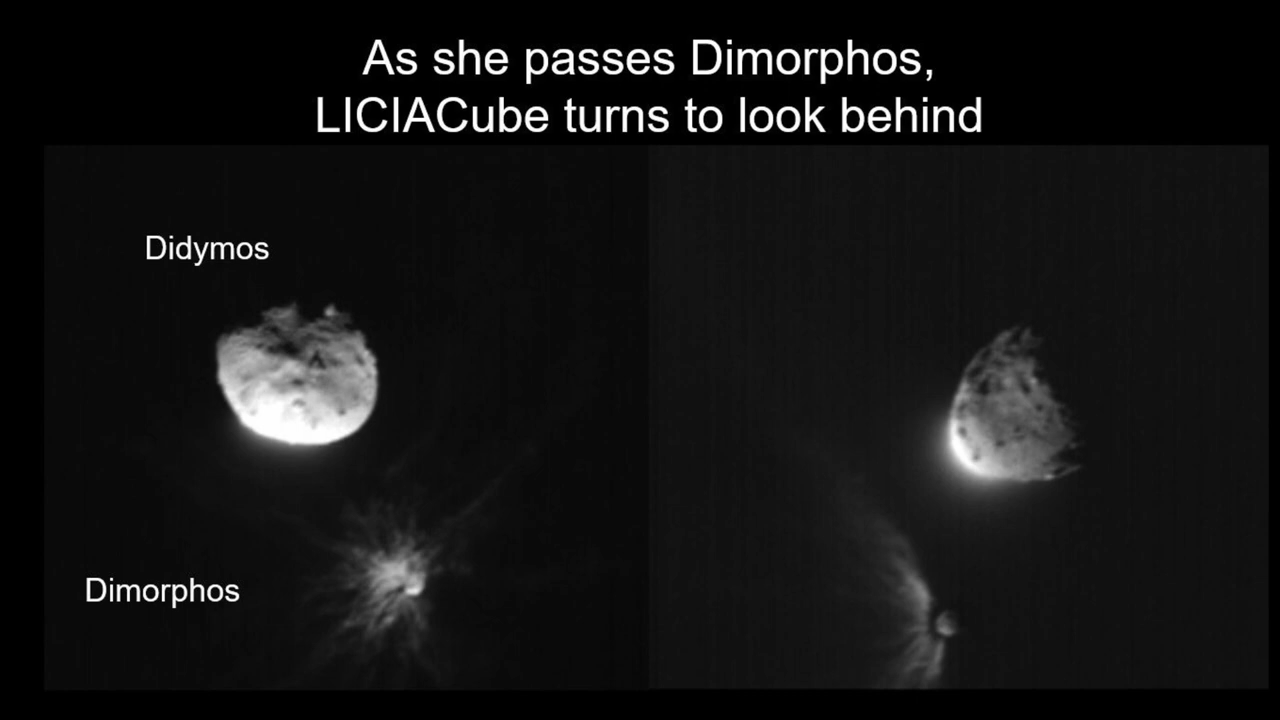 As she passes Dimorphos,
LICIACube turns to look behind
Didymos
Dimorphos